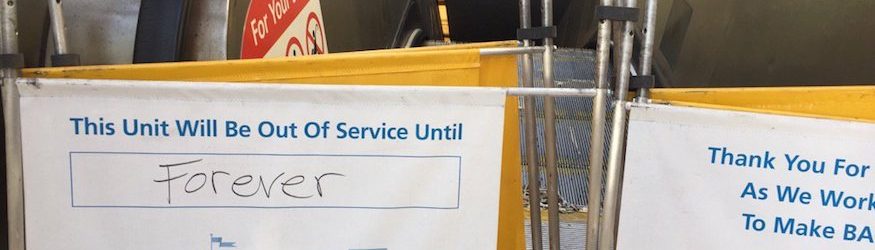 For Your
This Unit Will Be Out Of Service Until
Forever
Thank You For
As We Work
To Make BA